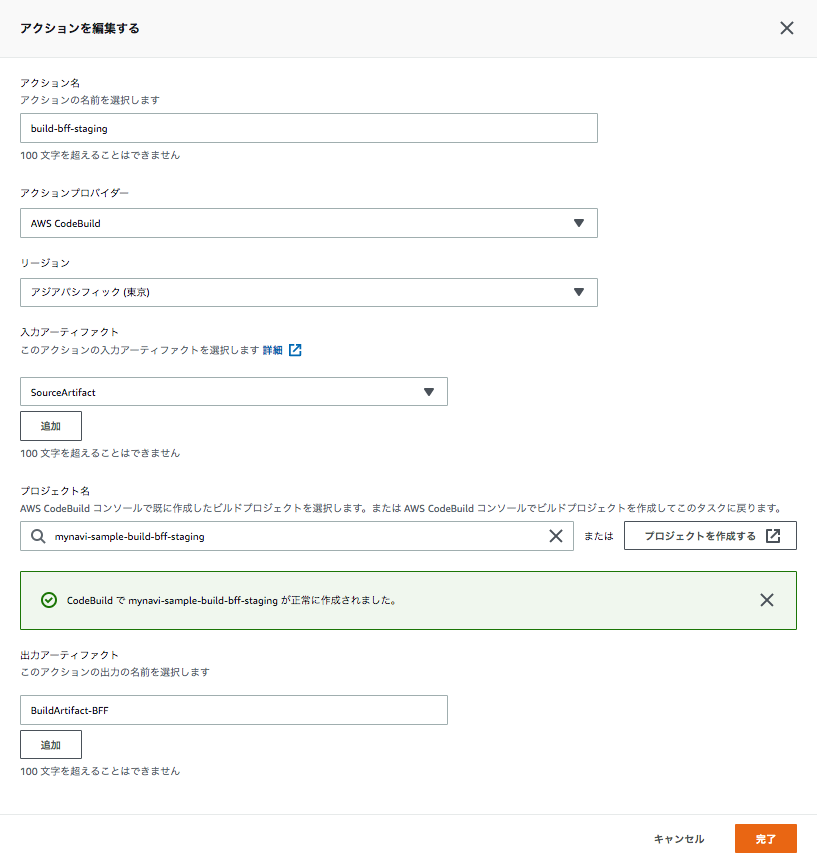 アクションを編集する
アクション名
アクションの名前を選択します
build-bff-staging
100 文字を超えることはできません
アクションプロバイダー
AWS CodeBuild
リージョン
アジアパシフィック (東京)
入力アーティファクト
このアクションの入力アーティファクトを選択します 詳細
SourceArtifact
追加
100 文字を超えることはできません
プロジェクト名
AWS CodeBuild コンソールで既に作成したビルドプロジェクトを選択します。または AWS CodeBuild コンソールでビルドプロジェクトを作成してこのタスクに戻ります。
mynavi-sample-build-bff-staging または プロジェクトを作成する
CodeBuild で mynavi-sample-build-bff-staging が正常に作成されました。
出力アーティファクト
このアクションの出力の名前を選択します
BuildArtifact-BFF
追加
100 文字を超えることはできません
キャンセル 完了